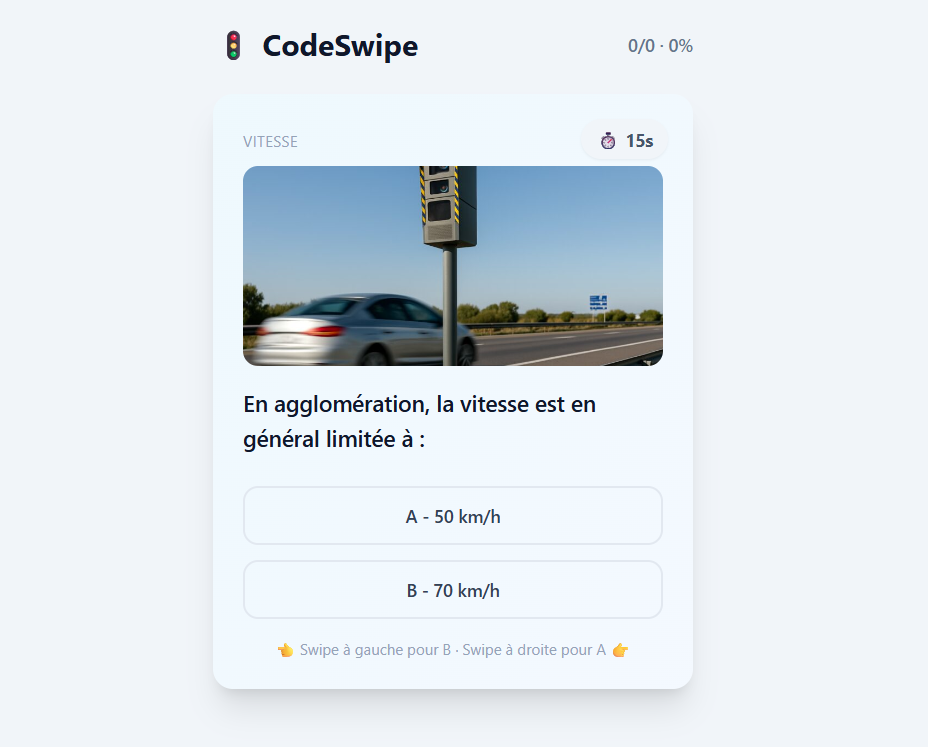 🚦 CodeSwipe
0/0 · 0%
VITESSE
⏱️ 15s
En agglomération, la vitesse est en
général limitée à :
A - 50 km/h
B - 70 km/h
👈 Swipe à gauche pour B · Swipe à droite pour A 👉